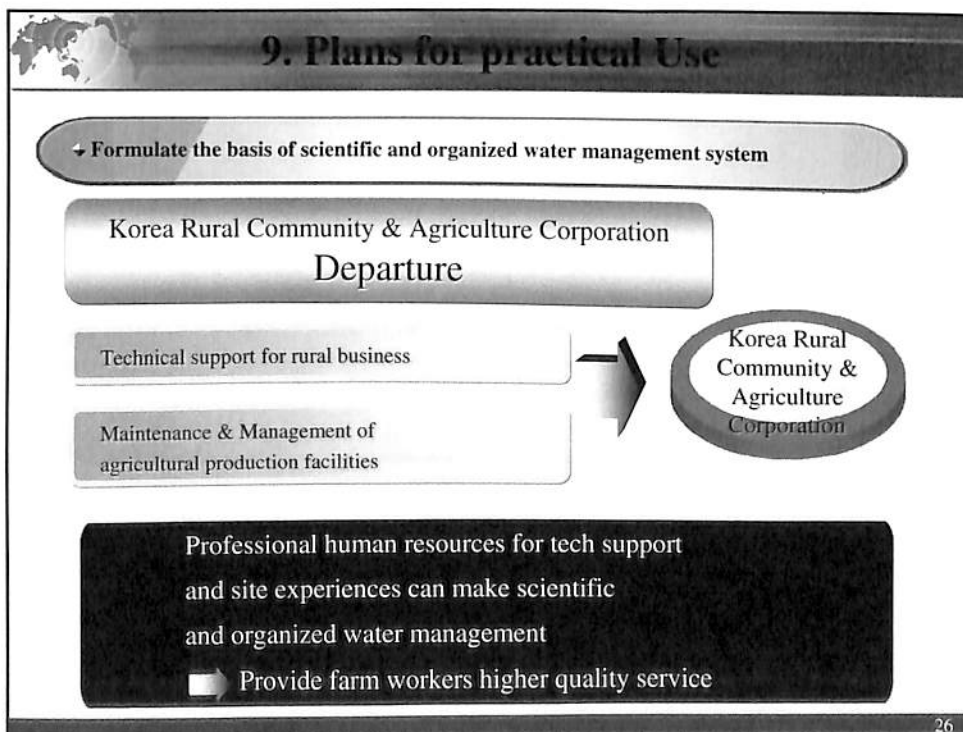 9. Plans for practical Use
Formulate the basis of scientific and organized water management system
Korea Rural Community & Agriculture Corporation
Departure
Technical support for rural business
Maintenance & Management of
agricultural production facilities
Korea Rural
Community &
Agriculture
Corporation
Professional human resources for tech support
and site experiences can make scientific
and organized water management
Provide farm workers higher quality service
26